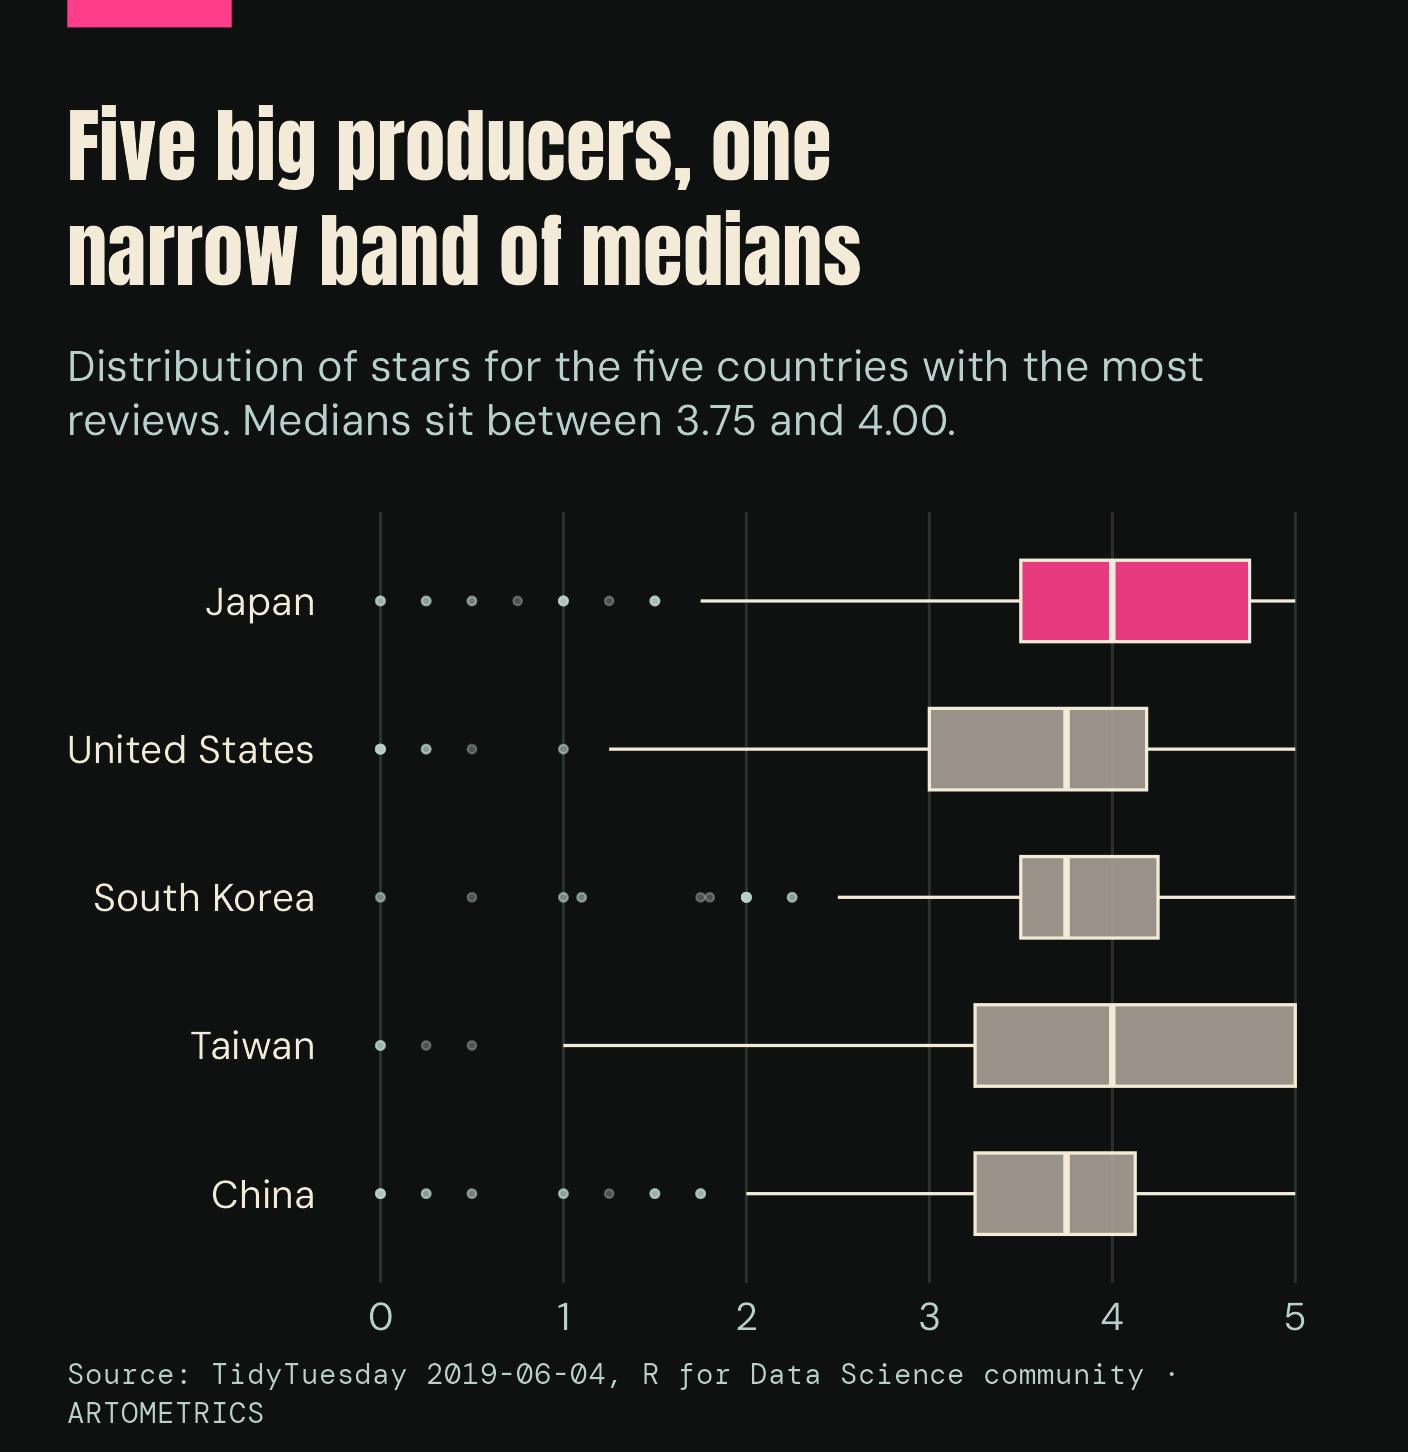 Five big producers, one
narrow band of medians
Distribution of stars for the five countries with the most
reviews. Medians sit between 3.75 and 4.00.
Japan
United States
South Korea
Taiwan
China
0 1 2 3 4 5
Source: TidyTuesday 2019-06-04, R for Data Science community ·
ARTOMETRICS